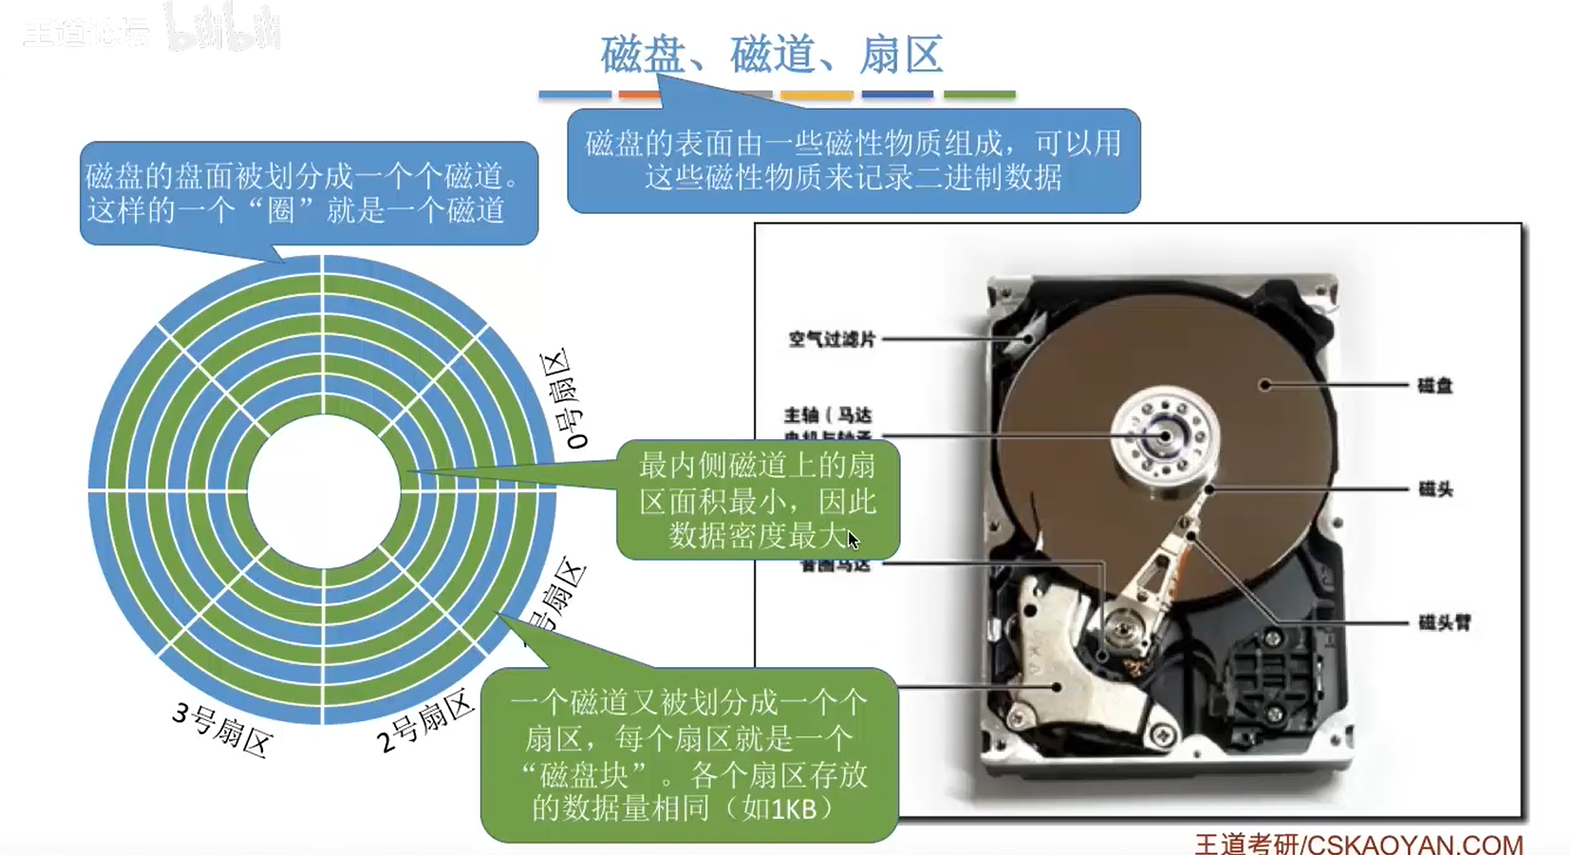 王道论坛 bilibili
磁盘、磁道、扇区
磁盘的表面由一些磁性物质组成，可以用
这些磁性物质来记录二进制数据
磁盘的盘面被划分成一个个磁道。
这样的一个“圈”就是一个磁道
0号扇区
号扇区
2号扇区
3号扇区
最内侧磁道上的扇
区面积最小，因此
数据密度最大
一个磁道又被划分成一个个
扇区，每个扇区就是一个
“磁盘块”。各个扇区存放
的数据量相同（如1KB）
空气过滤片
主轴（马达
电机与轴承
音圈马达
磁盘
磁头
磁头臂
王道考研/CSKAOYAN.COM